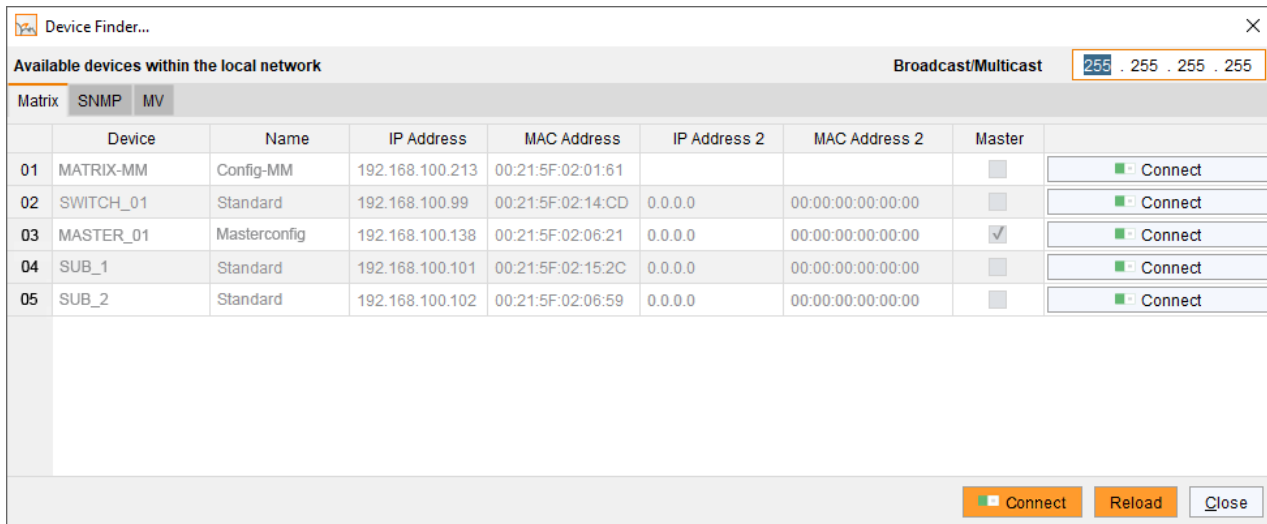 Device Finder...
Available devices within the local network Broadcast/Multicast 255 . 255 . 255 . 255
Matrix SNMP MV
Device Name IP Address MAC Address IP Address 2 MAC Address 2 Master
01 MATRIX-MM Config-MM 192.168.100.213 00:21:5F:02:01:61 Connect
02 SWITCH_01 Standard 192.168.100.99 00:21:5F:02:14:CD 0.0.0.0 00:00:00:00:00:00 Connect
03 MASTER_01 Masterconfig 192.168.100.138 00:21:5F:02:06:21 0.0.0.0 00:00:00:00:00:00 Connect
04 SUB_1 Standard 192.168.100.101 00:21:5F:02:15:2C 0.0.0.0 00:00:00:00:00:00 Connect
05 SUB_2 Standard 192.168.100.102 00:21:5F:02:06:59 0.0.0.0 00:00:00:00:00:00 Connect
Connect Reload Close